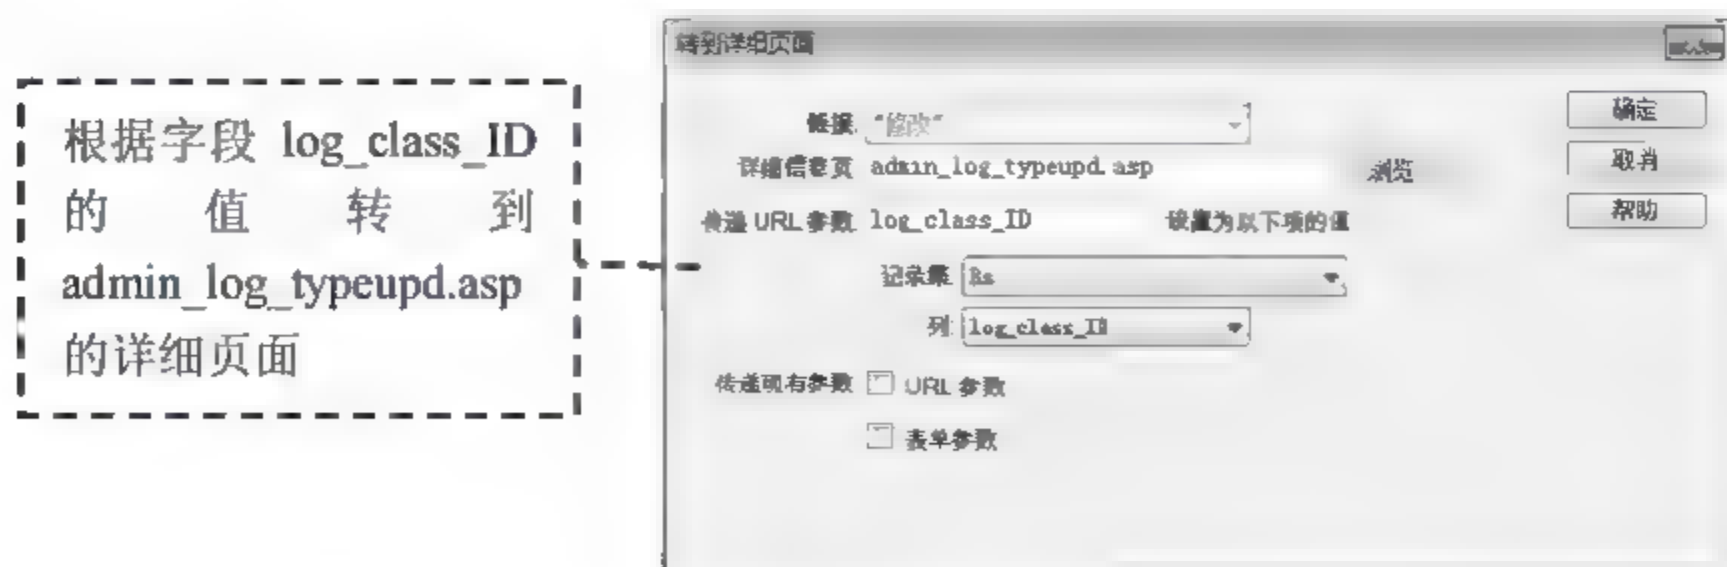 根据字段 log_class_ID
的值转到
admin_log_typeupd.asp
的详细页面
转到详细页面
链接 "修改"
确定
详细信息页 admin_log_typeupd.asp 浏览
取消
传递 URL 参数 log_class_ID 设置为以下项的值
帮助
记录集 Rs
列: log_class_ID
传递现有参数 URL 参数
表单参数